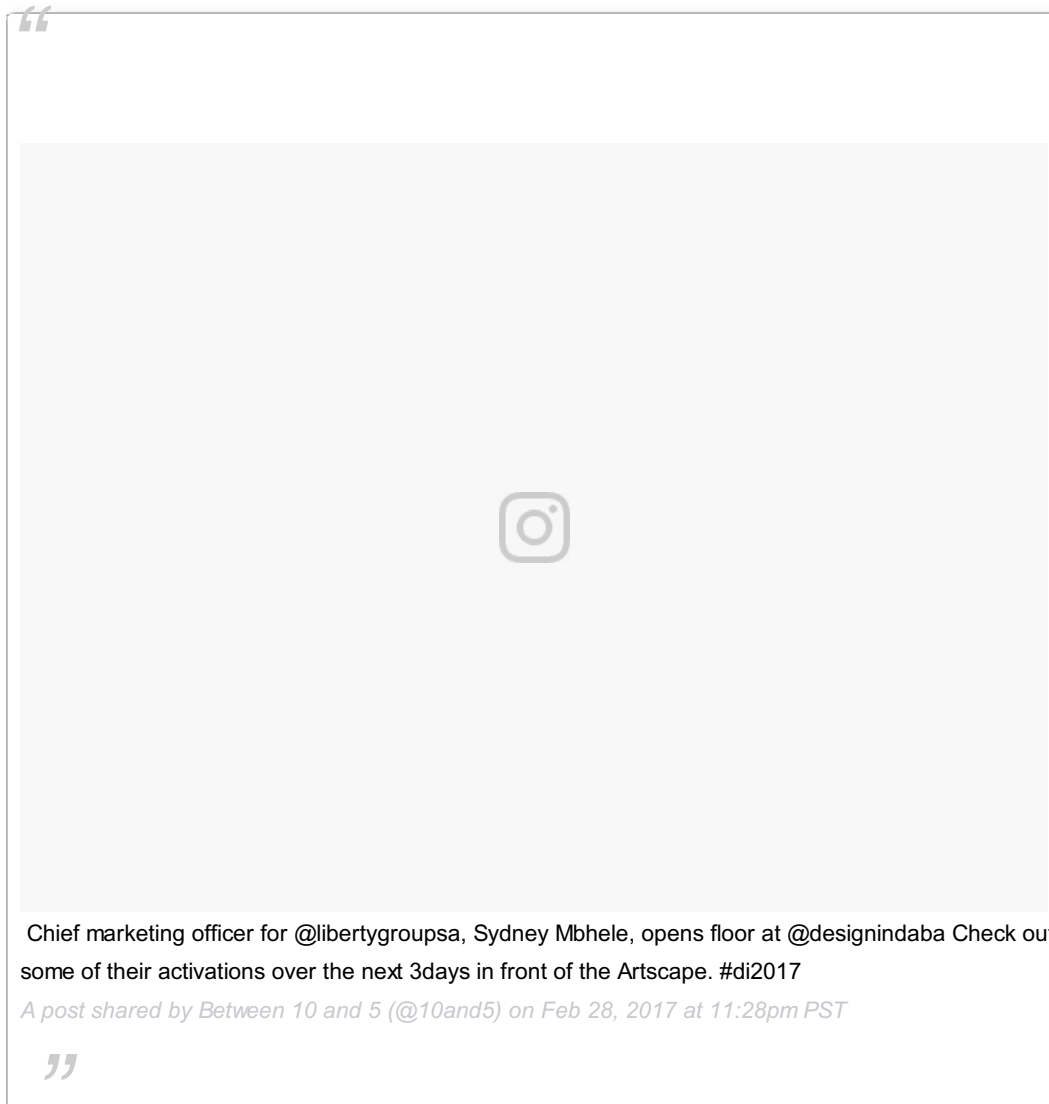 “
Chief marketing officer for @libertygroupsa, Sydney Mbhele, opens floor at @designindaba Check out
some of their activations over the next 3days in front of the Artscape. #di2017
A post shared by Between 10 and 5 (@10and5) on Feb 28, 2017 at 11:28pm PST
”